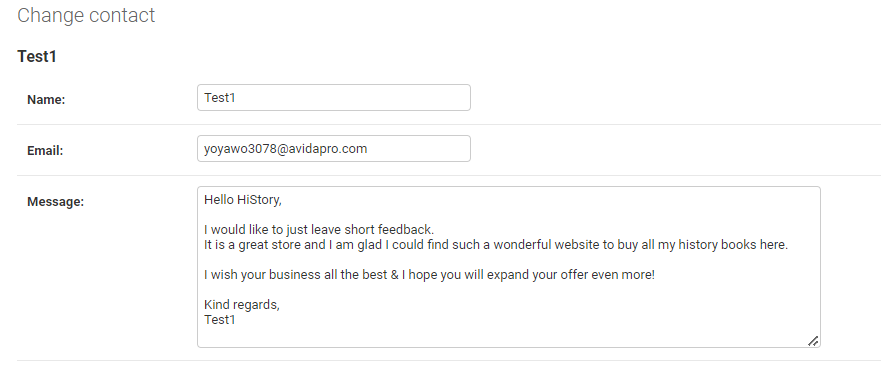 Change contact
Test1
Name:
Test1
Email:
yoyawo3078@avidapro.com
Message:
Hello HiStory,
I would like to just leave short feedback.
It is a great store and I am glad I could find such a wonderful website to buy all my history books here.
I wish your business all the best & I hope you will expand your offer even more!
Kind regards,
Test1